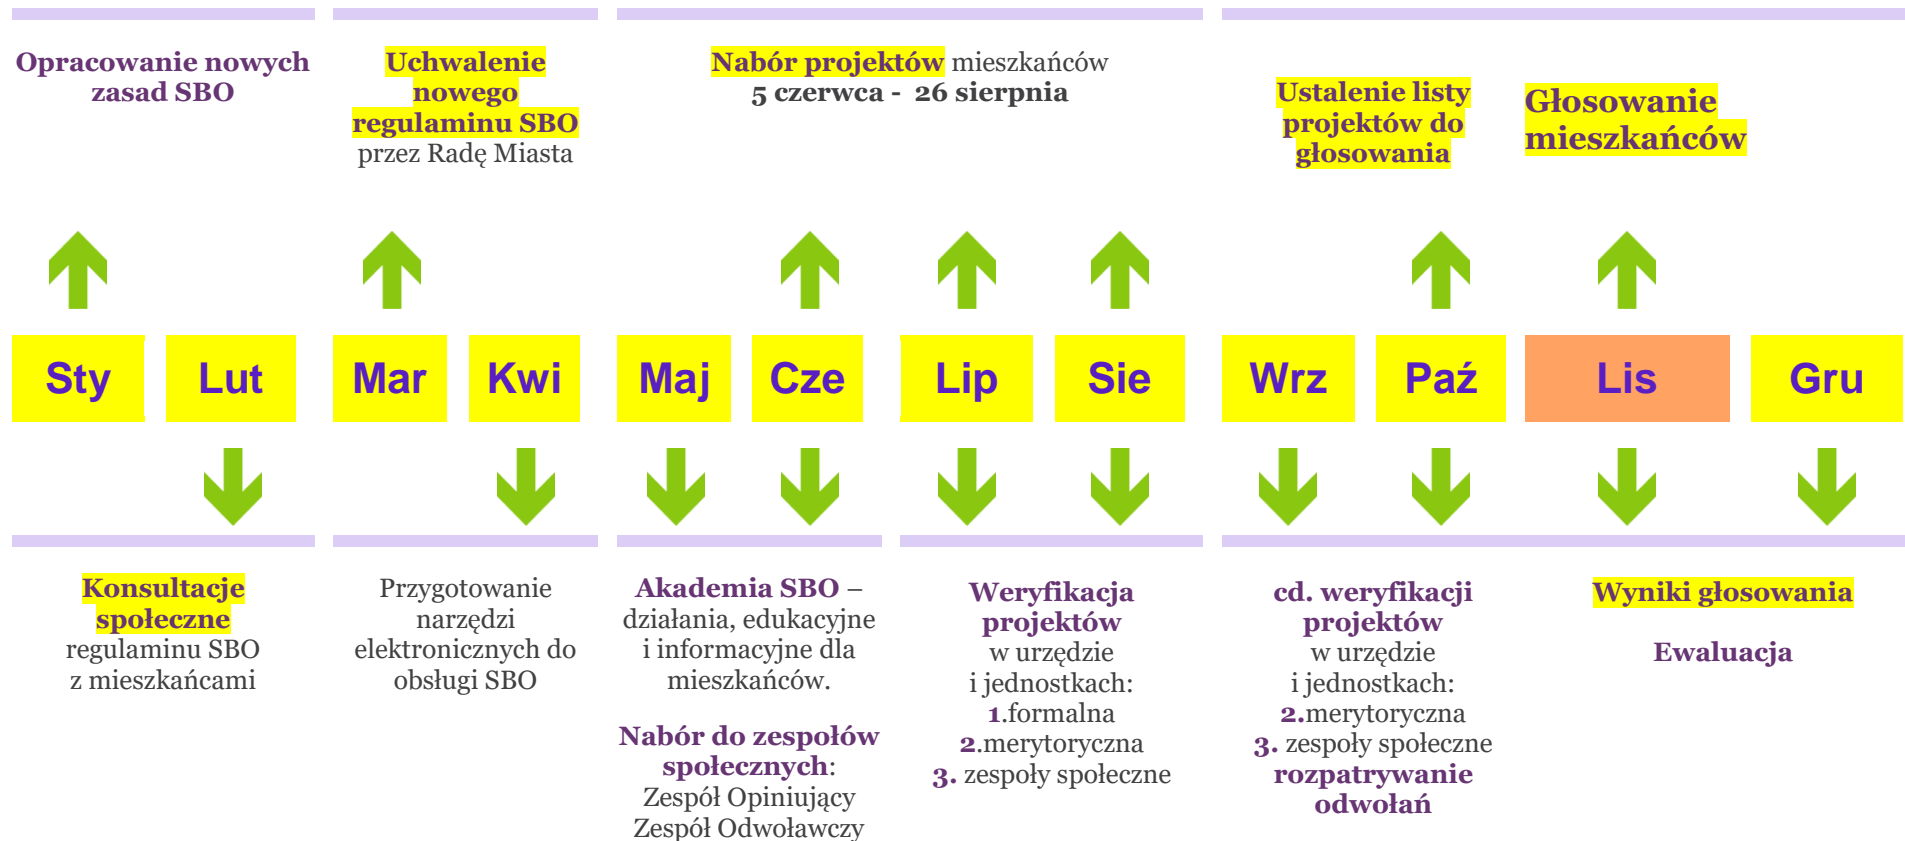 Opracowanie nowych
zasad SBO
Uchwalenie
nowego
regulaminu SBO
przez Radę Miasta
Nabór projektów mieszkańców
5 czerwca - 26 sierpnia
Ustalenie listy
projektów do
głosowania
Głosowanie
mieszkańców
Sty
Lut
Mar
Kwi
Maj
Cze
Lip
Sie
Wrz
Paź
Lis
Gru
Konsultacje
społeczne
regulaminu SBO
z mieszkańcami
Przygotowanie
narzędzi
elektronicznych do
obsługi SBO
Akademia SBO –
działania, edukacyjne
i informacyjne dla
mieszkańców.
Nabór do zespołów
społecznych:
Zespół Opiniujący
Zespół Odwoławczy
Weryfikacja
projektów
w urzędzie
i jednostkach:
1.formalna
2.merytoryczna
3. zespoły społeczne
cd. weryfikacji
projektów
w urzędzie
i jednostkach:
2.merytoryczna
3. zespoły społeczne
rozpatrywanie
odwołań
Wyniki głosowania
Ewaluacja